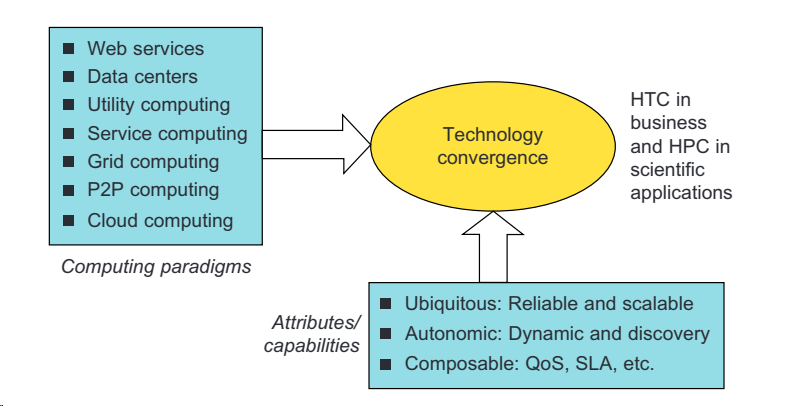 Web services
Data centers
Utility computing
Service computing
Grid computing
P2P computing
Cloud computing
Computing paradigms
Technology
convergence
HTC in
business
and HPC in
scientific
applications
Attributes/
capabilities
Ubiquitous: Reliable and scalable
Autonomic: Dynamic and discovery
Composable: QoS, SLA, etc.